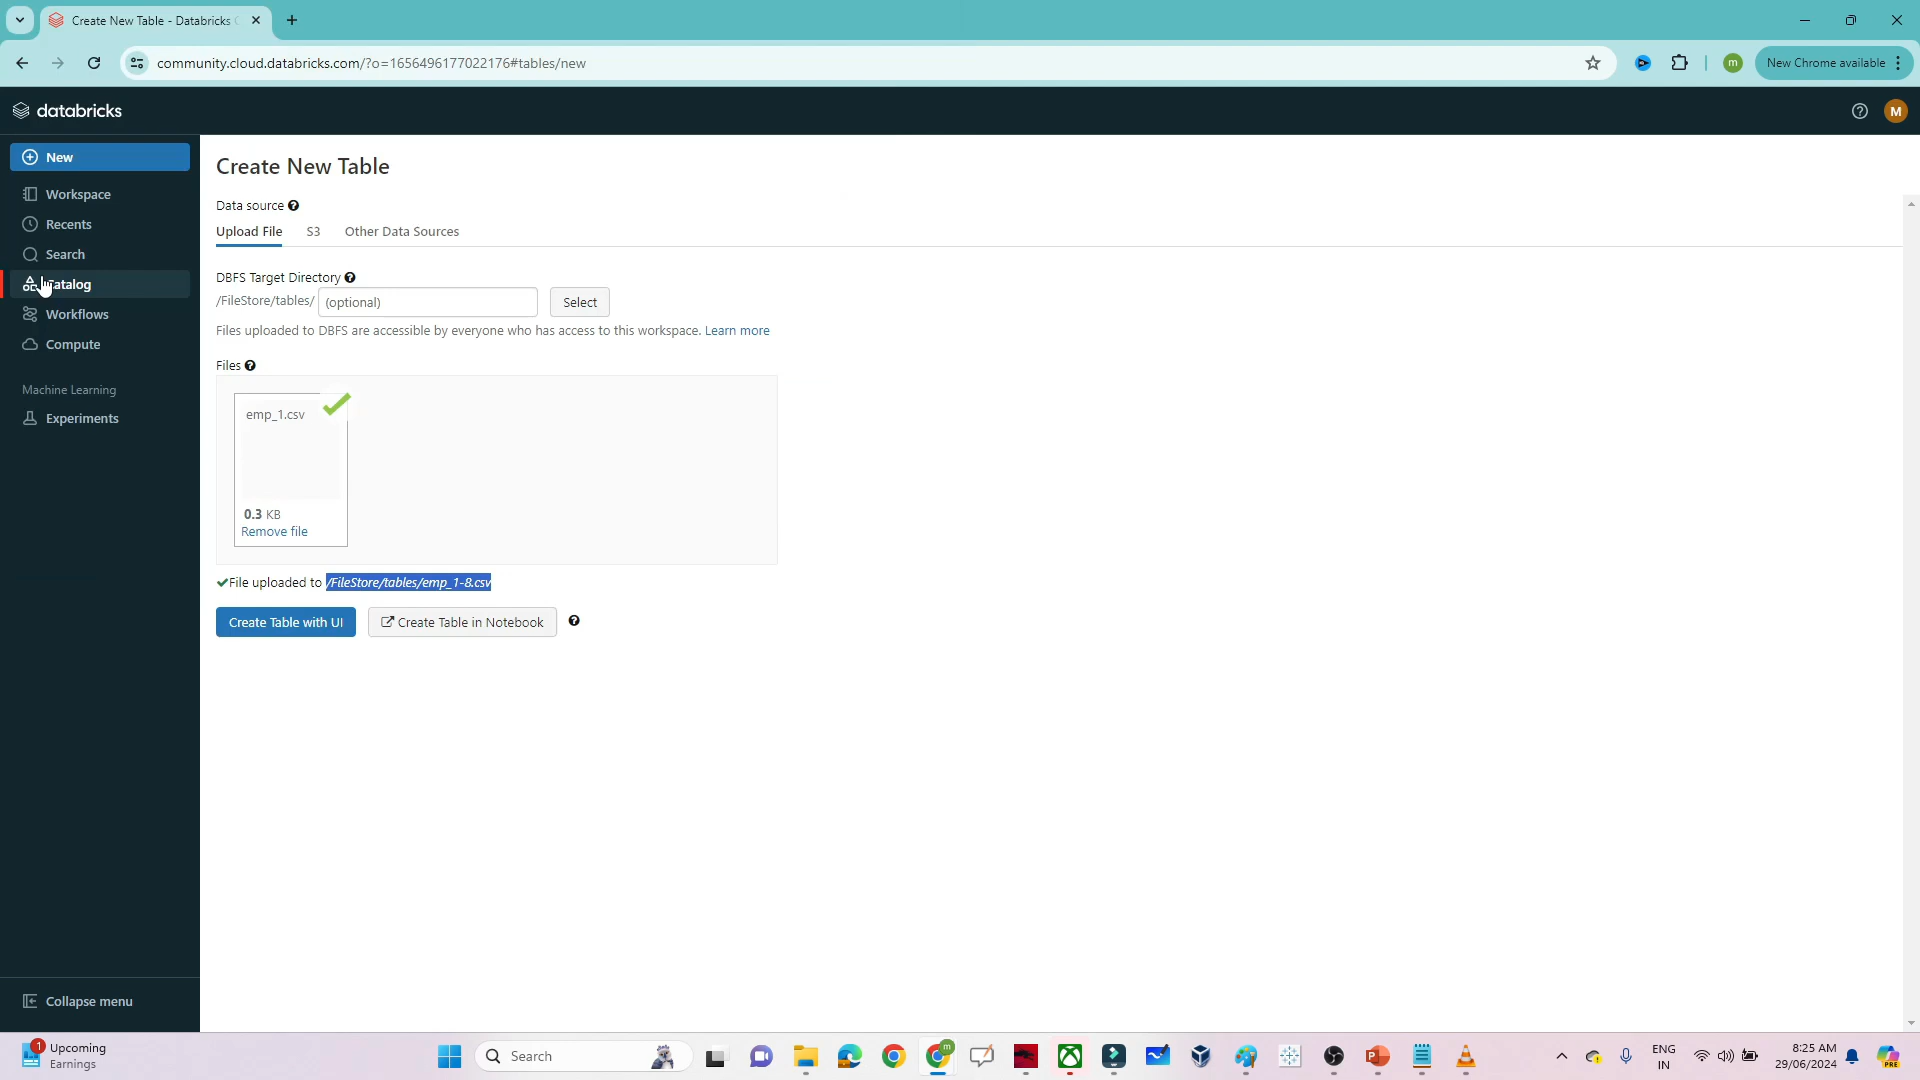 Create New Table - Databricks C
community.cloud.databricks.com/?o=1656496177022176#tables/new
m
New Chrome available
databricks
M
New
Workspace
Recents
Search
Catalog
Workflows
Compute
Machine Learning
Experiments
Collapse menu
Create New Table
Data source
Upload File S3 Other Data Sources
DBFS Target Directory
/FileStore/tables/ (optional) Select
Files uploaded to DBFS are accessible by everyone who has access to this workspace. Learn more
Files
emp_1.csv
0.3 KB
Remove file
File uploaded to /FileStore/tables/emp_1-8.csv
Create Table with UI Create Table in Notebook
1
Upcoming
Earnings
Search
m
ENG
IN
8:25 AM
29/06/2024
PRE